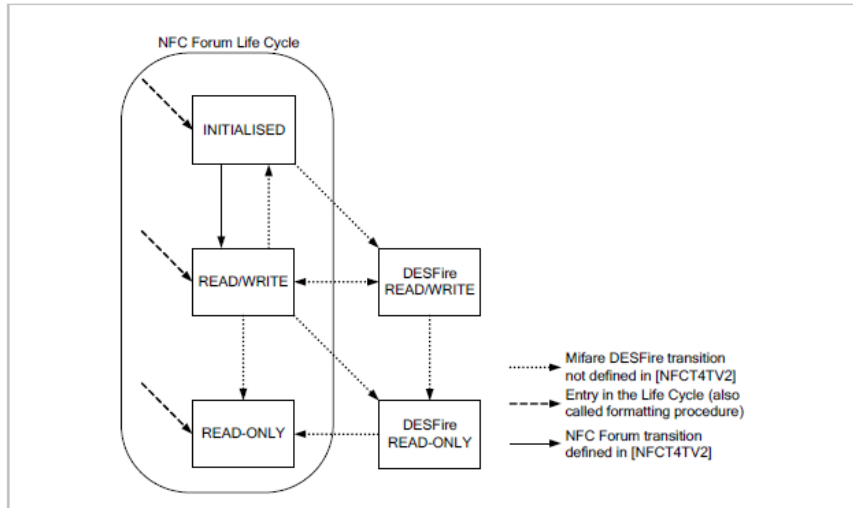 NFC Forum Life Cycle
INITIALISED
READ/WRITE
DESFire
READ/WRITE
READ-ONLY
DESFire
READ-ONLY
Mifare DESFire transition
not defined in [NFCT4TV2]
Entry in the Life Cycle (also
called formatting procedure)
NFC Forum transition
defined in [NFCT4TV2]